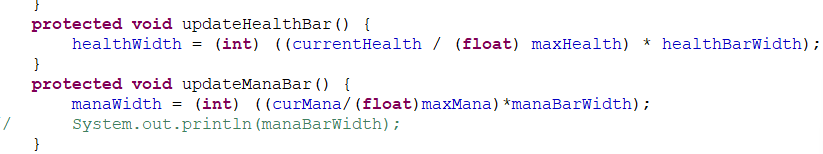 }
protected void updateHealthBar() {
healthWidth = (int) ((currentHealth / (float) maxHealth) * healthBarWidth);
}
protected void updateManaBar() {
manaWidth = (int) ((curMana/(float)maxMana)*manaBarWidth);
/ System.out.println(manaBarWidth);
}